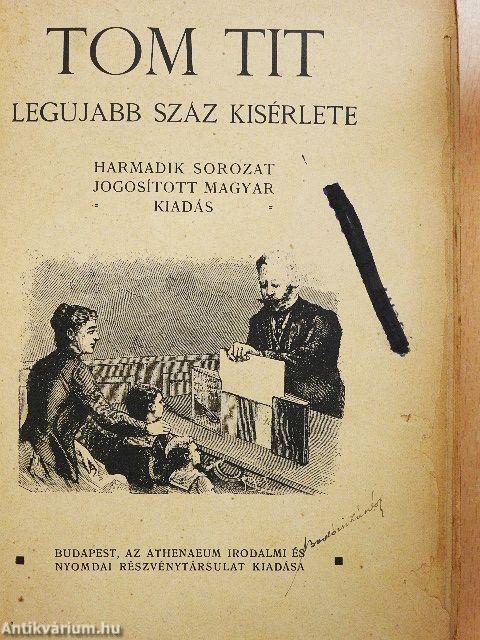 TOM TIT
LEGUJABB SZÁZ KISÉRLETE
HARMADIK SOROZAT
JOGOSÍTOTT MAGYAR
KIADÁS
BUDAPEST, AZ ATHENAEUM IRODALMI ÉS
NYOMDAI RÉSZVÉNYTÁRSULAT KIADÁSA
Antikvárium.hu